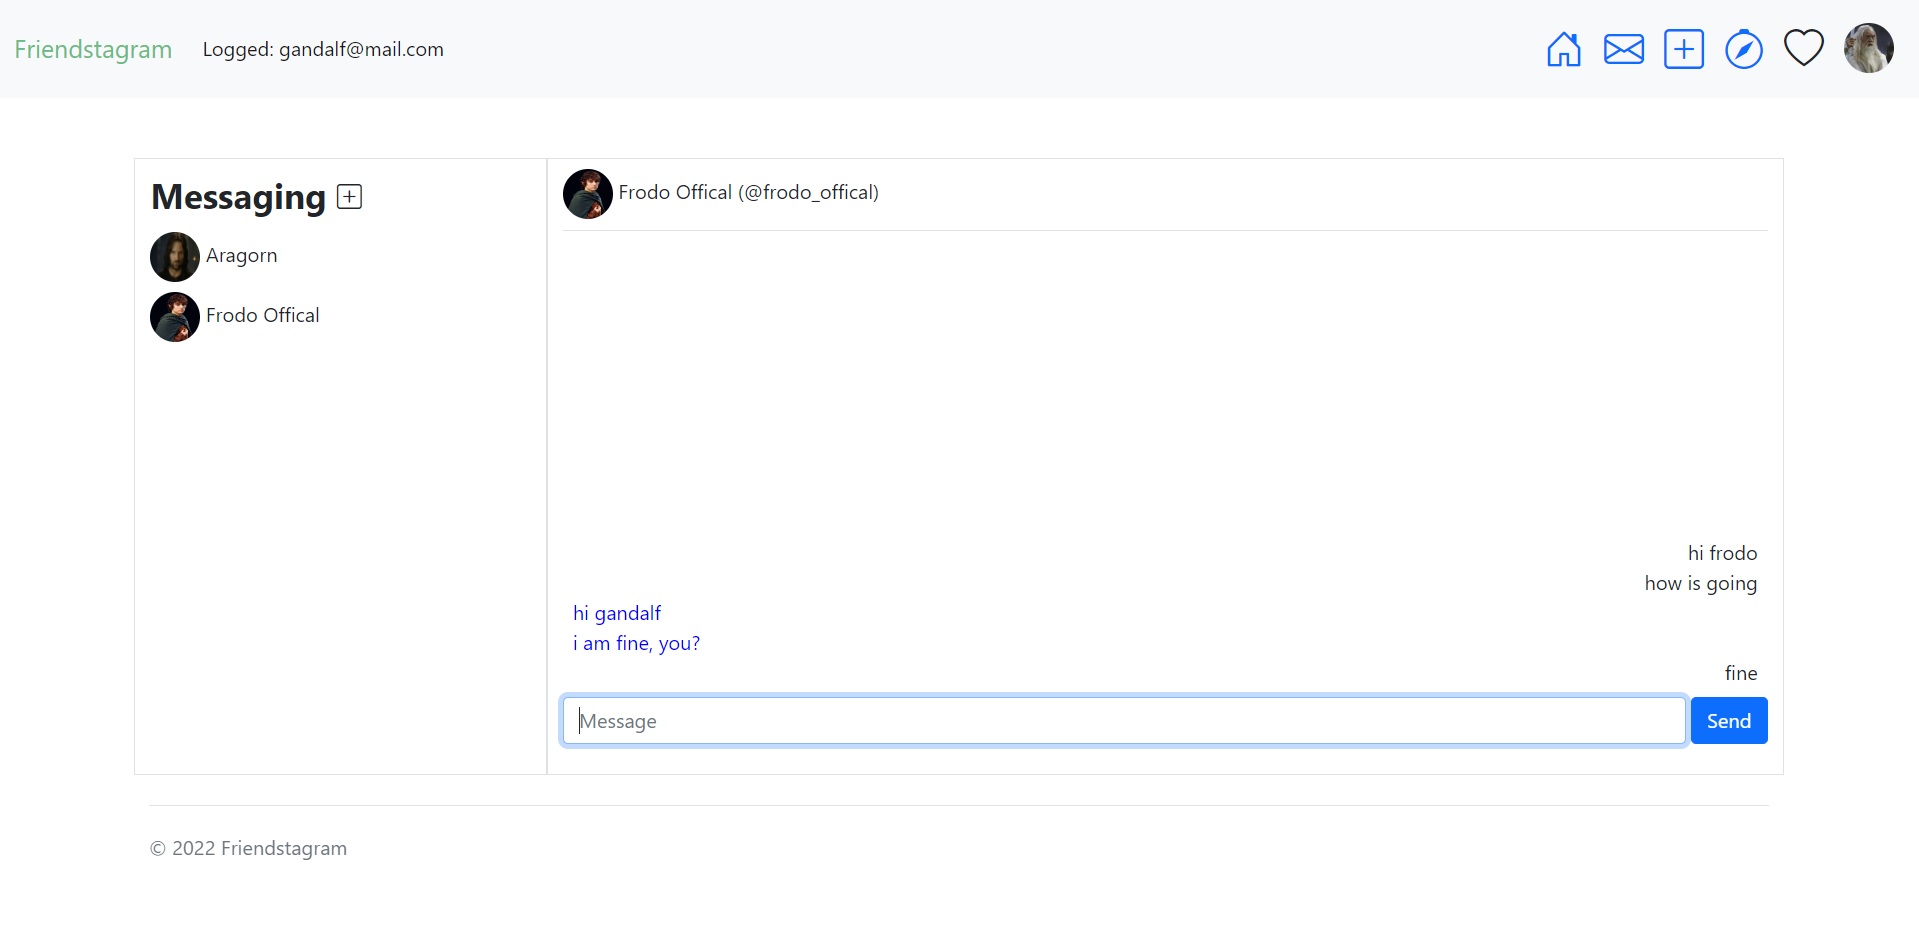 Friendstagram
Logged: gandalf@mail.com
Messaging
Aragorn
Frodo Offical
Frodo Offical (@frodo_offical)
hi frodo
how is going
hi gandalf
i am fine, you?
fine
Message
Send
© 2022 Friendstagram